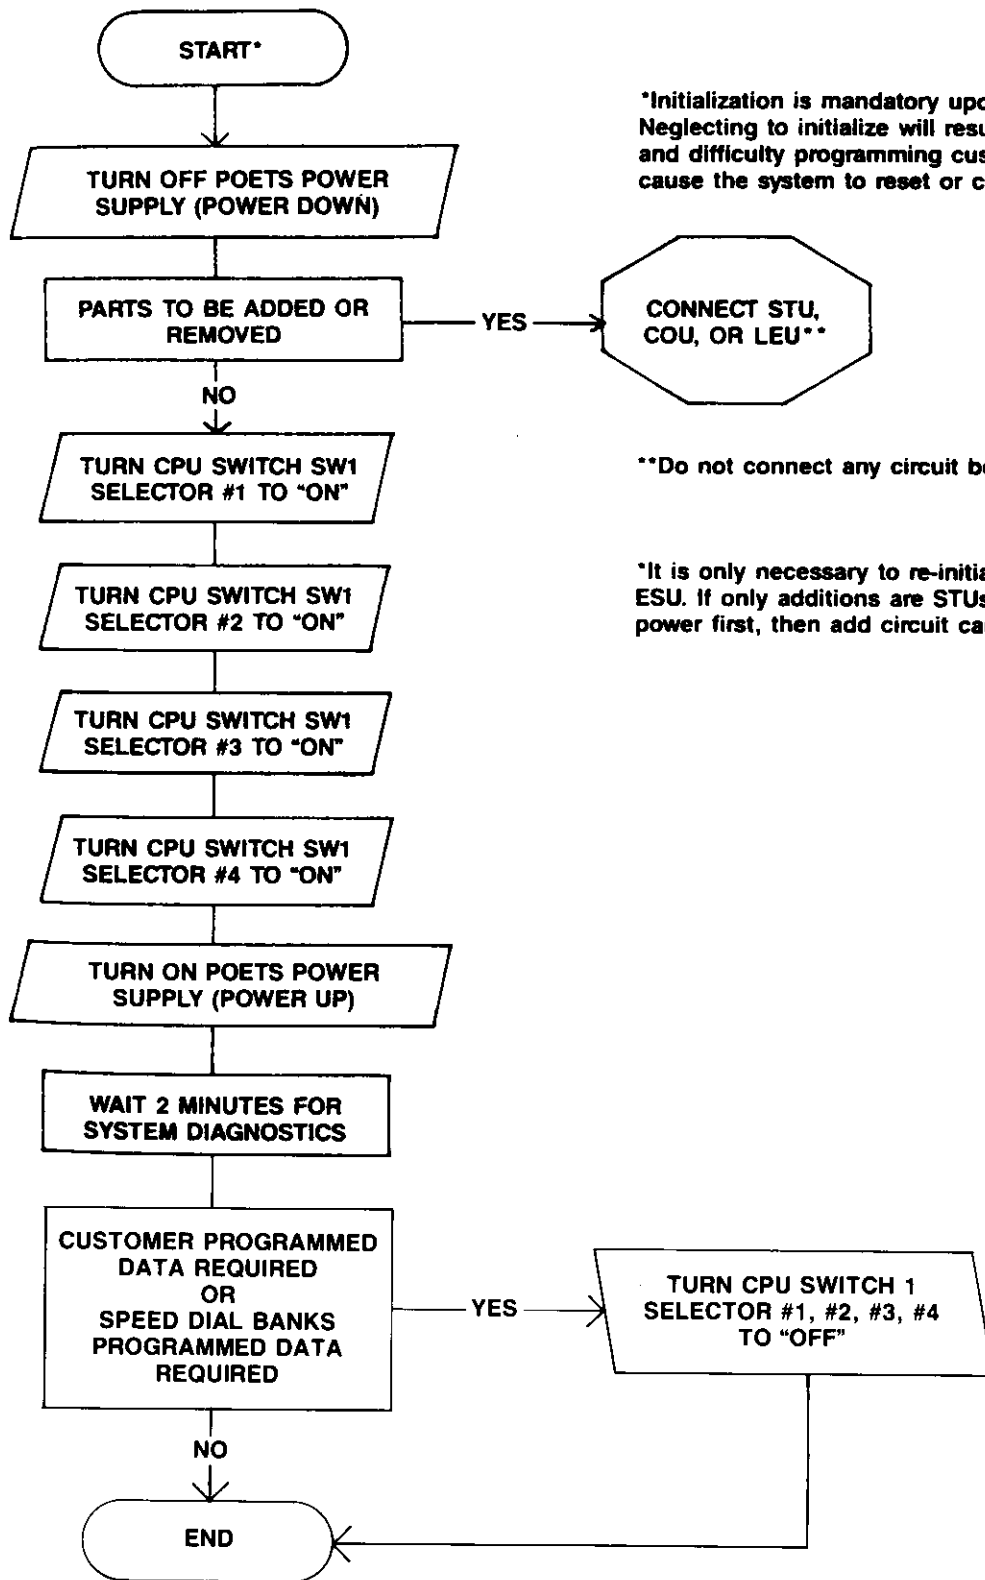 START*
*Initialization is mandatory upo
Neglecting to initialize will resu
and difficulty programming cus
cause the system to reset or c
TURN OFF POETS POWER
SUPPLY (POWER DOWN)
PARTS TO BE ADDED OR
REMOVED
YES
CONNECT STU,
COU, OR LEU**
NO
TURN CPU SWITCH SW1
SELECTOR #1 TO "ON"
**Do not connect any circuit bo
TURN CPU SWITCH SW1
SELECTOR #2 TO "ON"
*It is only necessary to re-initia
ESU. If only additions are STUs
power first, then add circuit ca
TURN CPU SWITCH SW1
SELECTOR #3 TO "ON"
TURN CPU SWITCH SW1
SELECTOR #4 TO "ON"
TURN ON POETS POWER
SUPPLY (POWER UP)
WAIT 2 MINUTES FOR
SYSTEM DIAGNOSTICS
CUSTOMER PROGRAMMED
DATA REQUIRED
OR
SPEED DIAL BANKS
PROGRAMMED DATA
REQUIRED
YES
TURN CPU SWITCH 1
SELECTOR #1, #2, #3, #4
TO "OFF"
NO
END